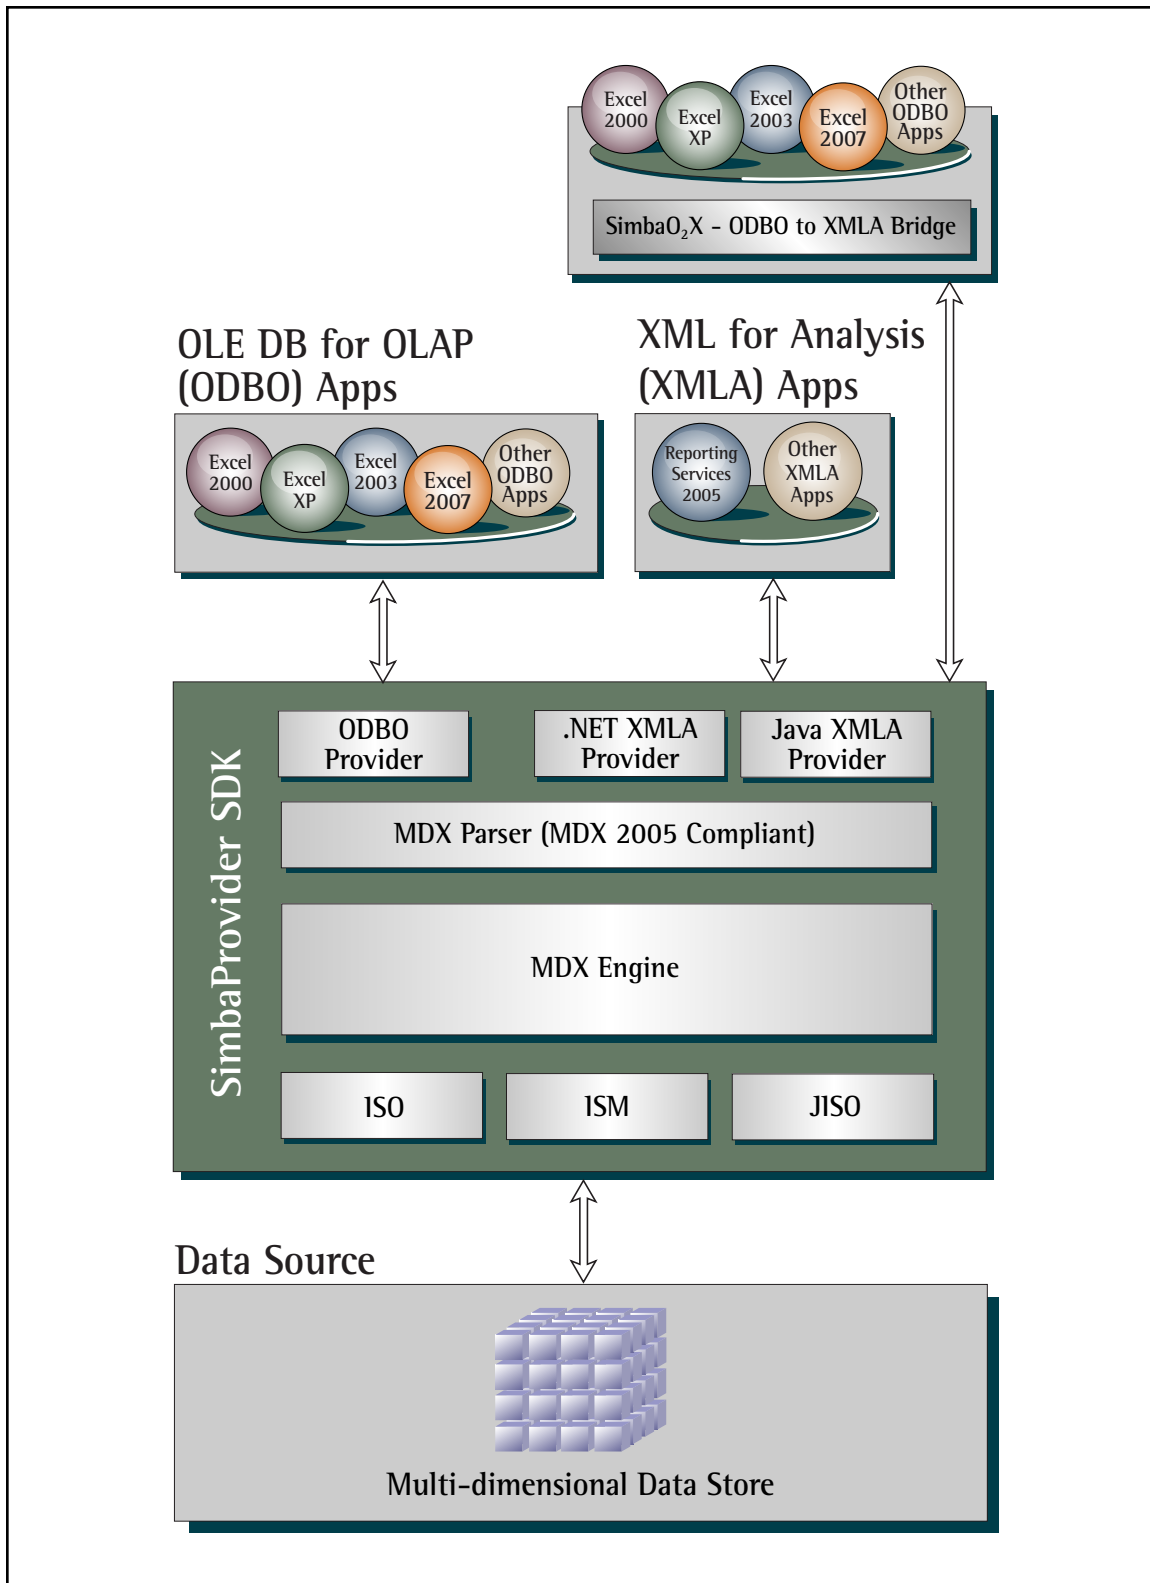 Excel
2000
Excel
XP
Excel
2003
Excel
2007
Other
ODBO
Apps
SimbaO₂X - ODBO to XMLA Bridge
OLE DB for OLAP
(ODBO) Apps
XML for Analysis
(XMLA) Apps
Excel
2000
Excel
XP
Excel
2003
Excel
2007
Other
ODBO
Apps
Reporting
Services
2005
Other
XMLA
Apps
SimbaProvider SDK
ODBO
Provider
.NET XMLA
Provider
Java XMLA
Provider
MDX Parser (MDX 2005 Compliant)
MDX Engine
ISO
ISM
JISO
Data Source
Multi-dimensional Data Store